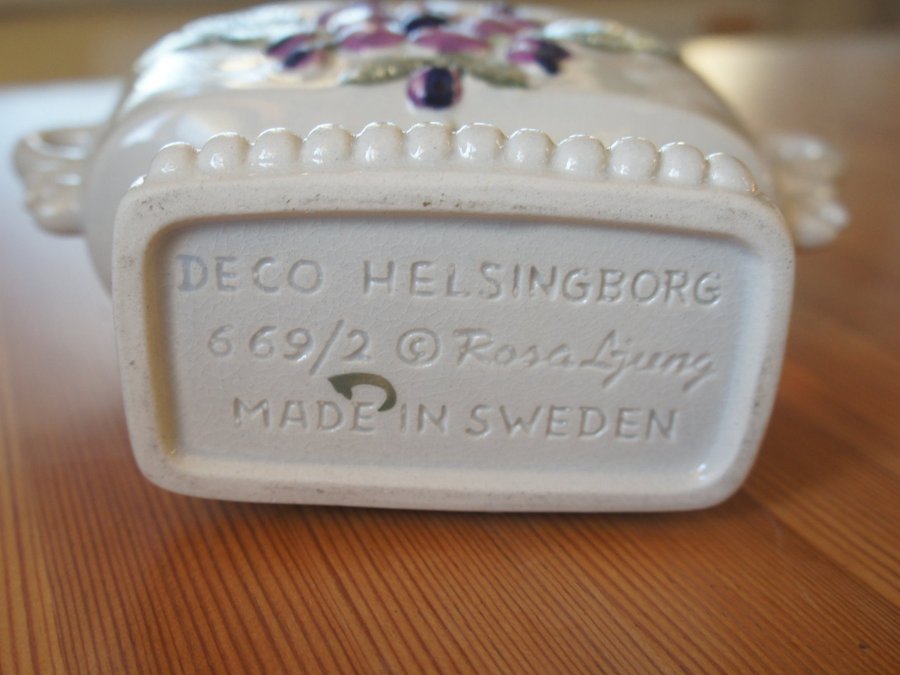 DECO HELSINGBORG
669/2 © Rosa Ljung
MADE IN SWEDEN